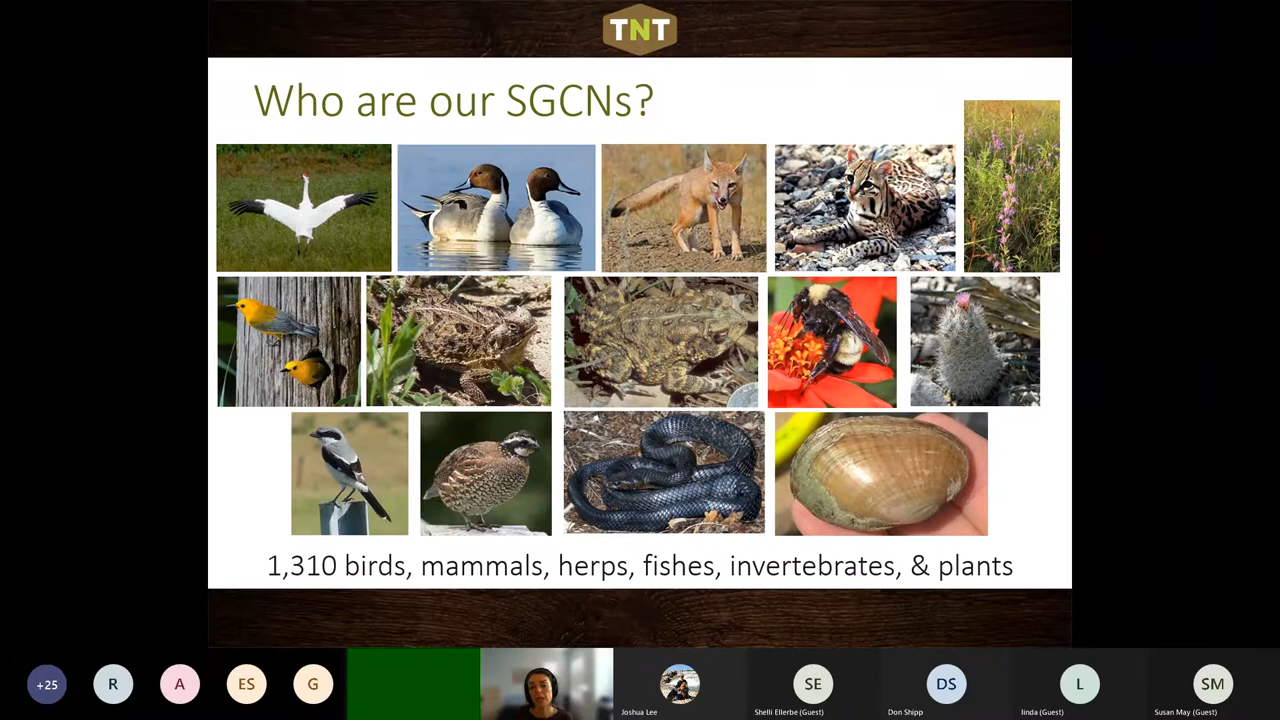 TNT
Who are our SGCNs?
1,310 birds, mammals, herps, fishes, invertebrates, & plants
+25
R
A
ES
G
Joshua Lee
SE
Shelli Ellerbe (Guest)
DS
Don Shipp
L
linda (Guest)
SM
Susan May (Guest)